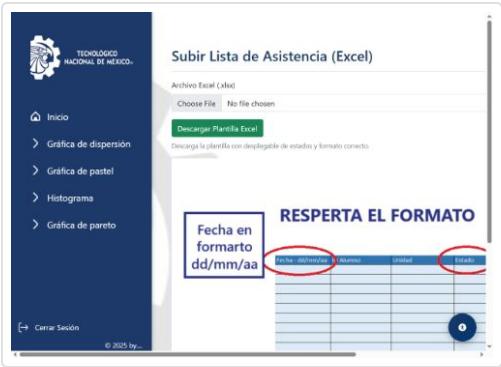 TECNOLÓGICO
NACIONAL DE MÉXICO®
Inicio
Gráfica de dispersión
Gráfica de pastel
Histograma
Gráfica de pareto
Cerrar Sesión
© 2025 by...
Subir Lista de Asistencia (Excel)
Archivo Excel (.xlsx)
Choose File No file chosen
Descargar Plantilla Excel
Descarga la plantilla con desplegable de estados y formato correcto.
RESPERTA EL FORMATO
Fecha en
formarto
dd/mm/aa
Fecha - dd/mm/aa Alumno Unidad Estado